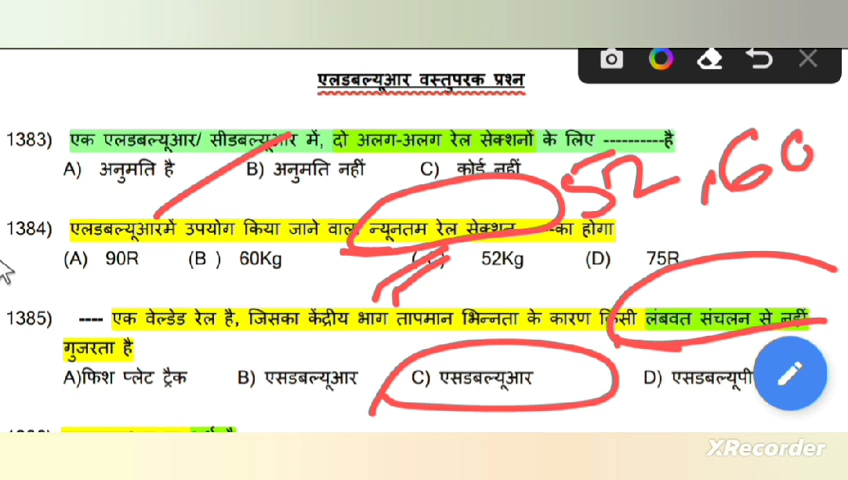 एलडबल्यूआर वस्तुपरक प्रश्न
1383) एक एलडबल्यूआर/ सीडबल्यूआर में, दो अलग-अलग रेल सेक्शनों के लिए ----------है
A) अनुमति है B) अनुमति नहीं C) कोई नहीं
52, 60
1384) एलडबल्यूआरमें उपयोग किया जाने वाला न्यूनतम रेल सेक्शन ---का होगा
(A) 90R (B ) 60Kg ( C) 52Kg (D) 75R
1385) ---- एक वेल्डेड रेल है, जिसका केंद्रीय भाग तापमान भिन्नता के कारण किसी लंबवत संचलन से नहीं
गुजरता है
A)फिश प्लेट ट्रैक B) एसडबल्यूआर C) एसडबल्यूआर D) एसडबल्यूपी
XRecorder